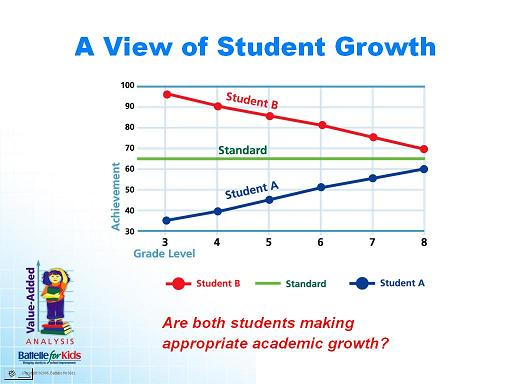 A View of Student Growth
100
90
80
70
60
50
40
30
Achievement
Student B
Standard
Student A
3 4 5 6 7 8
Grade Level
Student B Standard Student A
Value-Added
ANALYSIS
Battelle for Kids
Are both students making
appropriate academic growth?